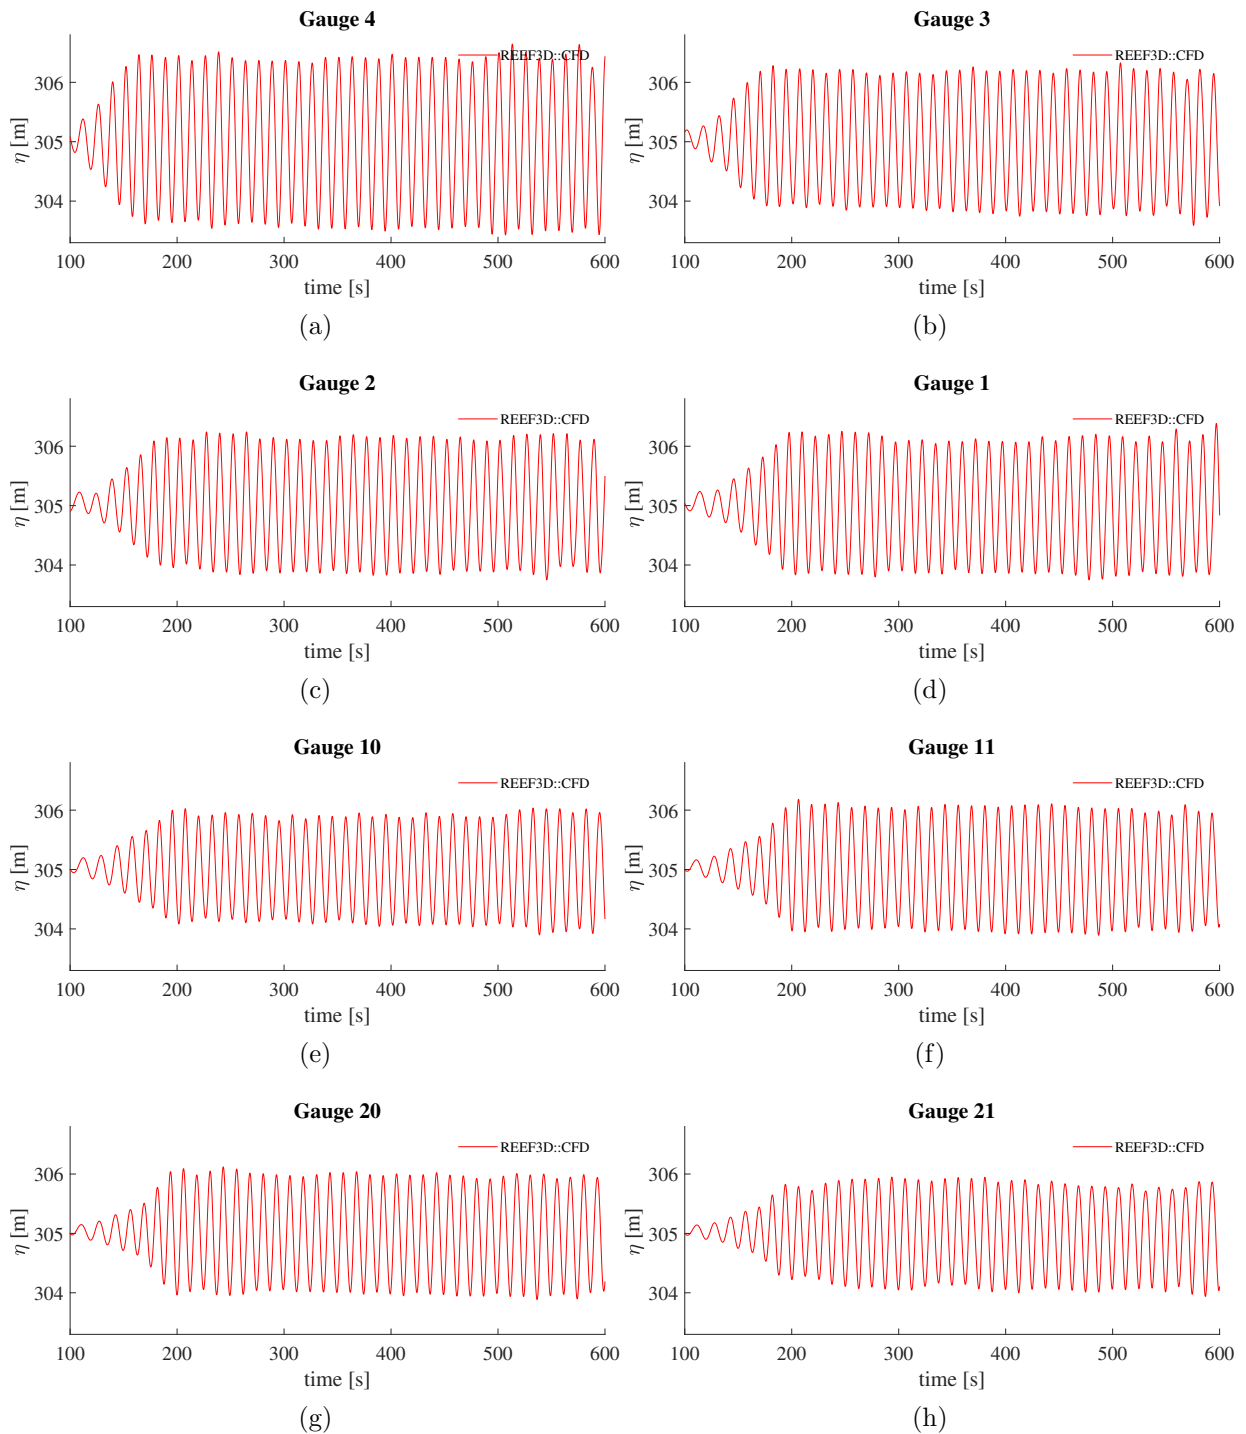 Gauge 4
REEF3D::CFD
η [m]
306
305
304
100 200 300 400 500 600
time [s]
(a)
Gauge 3
REEF3D::CFD
η [m]
306
305
304
100 200 300 400 500 600
time [s]
(b)
Gauge 2
REEF3D::CFD
η [m]
306
305
304
100 200 300 400 500 600
time [s]
(c)
Gauge 1
REEF3D::CFD
η [m]
306
305
304
100 200 300 400 500 600
time [s]
(d)
Gauge 10
REEF3D::CFD
η [m]
306
305
304
100 200 300 400 500 600
time [s]
(e)
Gauge 11
REEF3D::CFD
η [m]
306
305
304
100 200 300 400 500 600
time [s]
(f)
Gauge 20
REEF3D::CFD
η [m]
306
305
304
100 200 300 400 500 600
time [s]
(g)
Gauge 21
REEF3D::CFD
η [m]
306
305
304
100 200 300 400 500 600
time [s]
(h)